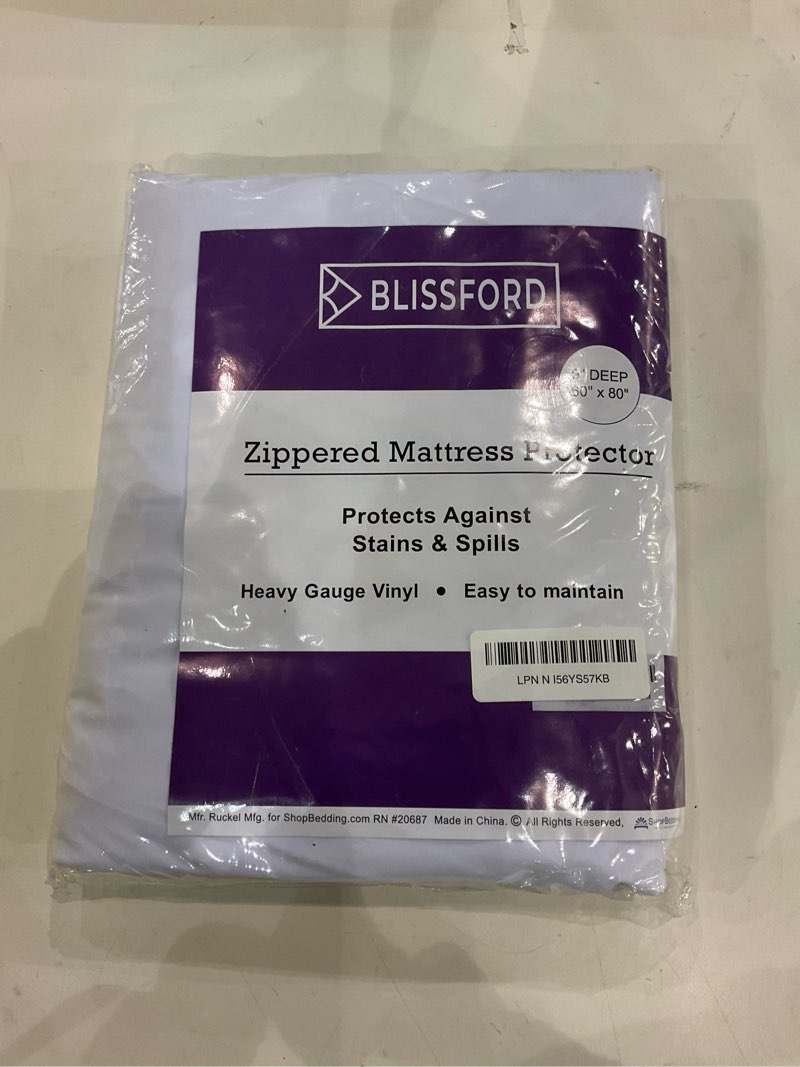 BLISSFORD
DEEP
60" x 80"
Zippered Mattress Protector
Protects Against
Stains & Spills
Heavy Gauge Vinyl • Easy to maintain
LPN N I56YS57KB
Mfr. Ruckel Mfg. for ShopBedding.com RN #20687 Made in China. © All Rights Reserved,